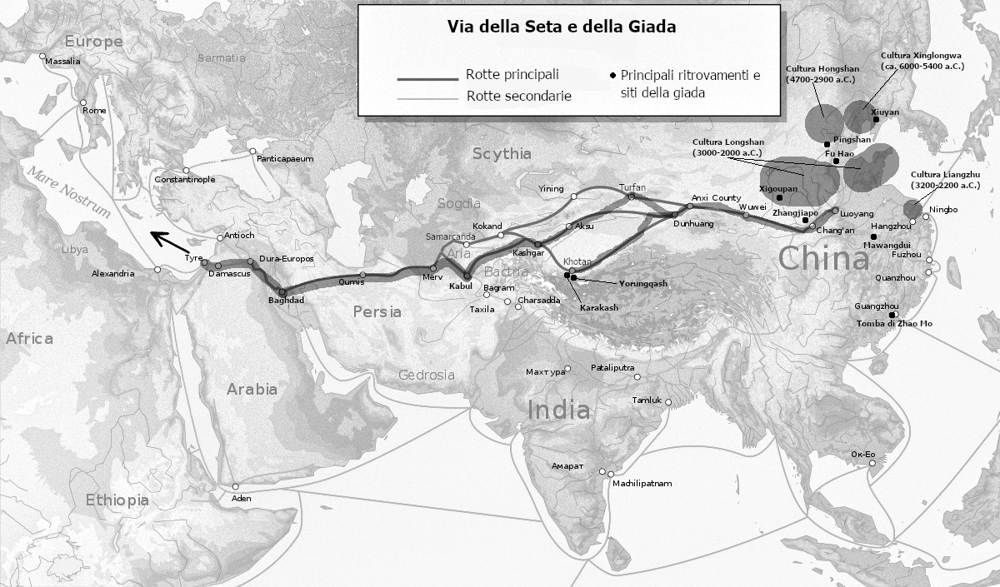 Via della Seta e della Giada
Rotte principali
Rotte secondarie
Principali ritrovamenti e
siti della giada
Europe
Sarmatia
Massalia
Rome
Panticapaeum
Constantinople
Mare Nostrum
Antioch
Libya
Alexandria
Tyre
Damascus
Dura-Europos
Baghdad
Qumis
Merv
Scythia
Sogdia
Samarcanda
Kokand
Aria
Bactria
Kabul
Bagram
Taxila
Charsadda
Kashgar
Aksu
Yining
Turfan
Khotan
Yorungqash
Karakash
Dunhuang
Anxi County
Wuwei
Cultura Hongshan
(4700-2900 a.C.)
Cultura Xinglongwa
(ca. 6000-5400 a.C.)
Xiuyan
Pingshan
Fu Hao
Cultura Longshan
(3000-2000 a.C.)
Cultura Liangzhu
(3200-2200 a.C.)
Xigoupan
Zhangjiapo
Luoyang
Chang'an
Ningbo
Hangzhou
Mawangdui
Fuzhou
China
Quanzhou
Guangzhou
Tomba di Zhao Mo
Persia
Africa
Arabia
Gedrosia
Махтура
Pataliputra
India
Tamluk
Амарат
Machilipatnam
Ок-Ео
Aden
Ethiopia